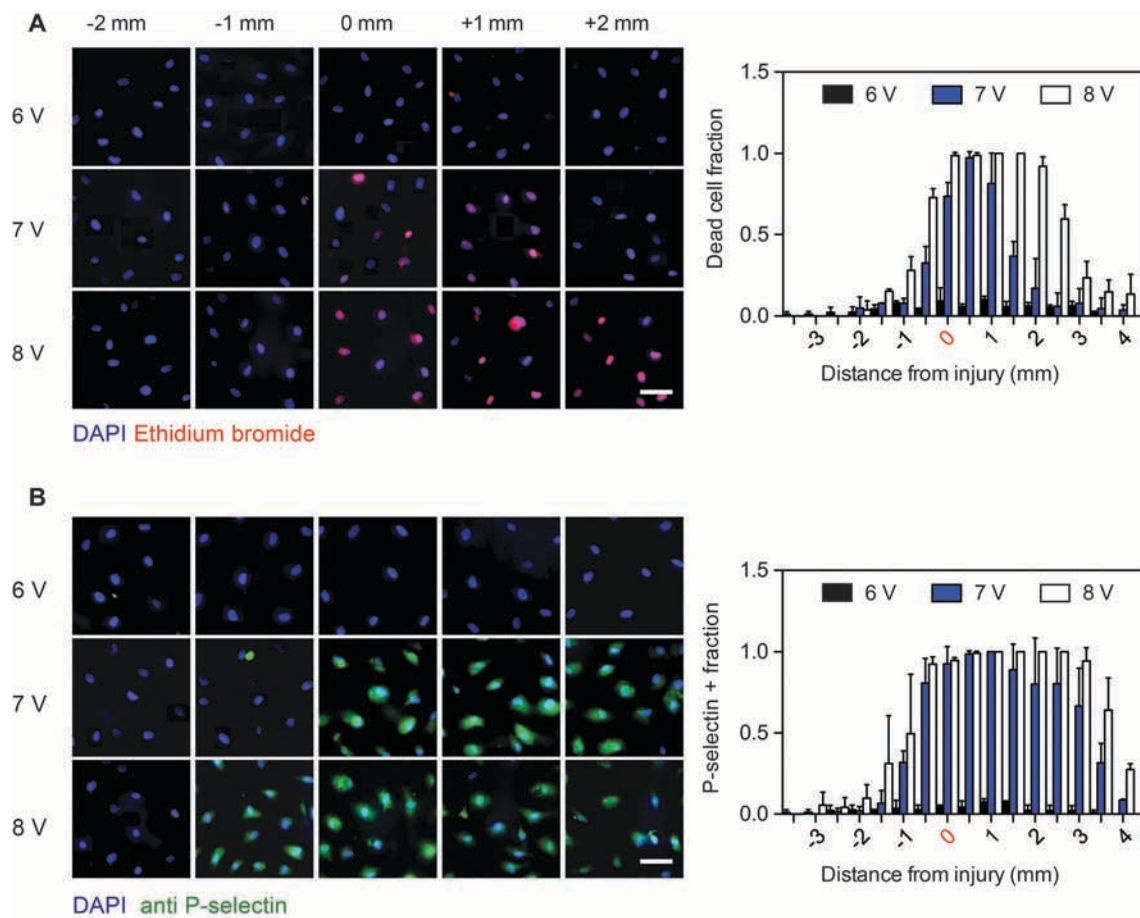 A
-2 mm -1 mm 0 mm +1 mm +2 mm
6 V
7 V
8 V
DAPI Ethidium bromide
1.5
1.0
0.5
0.0
Dead cell fraction
6 V 7 V 8 V
-3 -2 -1 0 1 2 3 4
Distance from injury (mm)
B
6 V
7 V
8 V
DAPI anti P-selectin
1.5
1.0
0.5
0.0
P-selectin + fraction
6 V 7 V 8 V
-3 -2 -1 0 1 2 3 4
Distance from injury (mm)